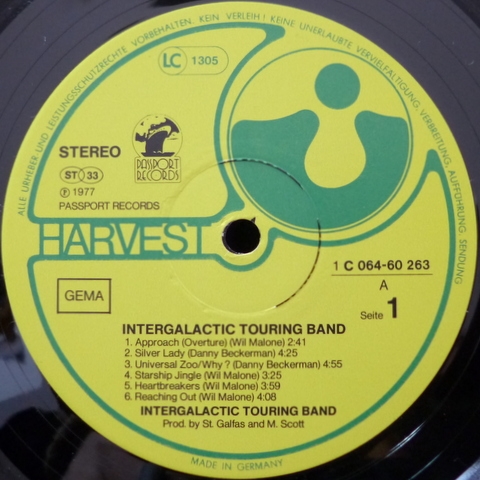 ALLE URHEBER UND LEISTUNGSSCHUTZRECHTE VORBEHALTEN. KEIN VERLEIH! KEINE UNERLAUBTE VERVIELFÄLTIGUNG, VERBREITUNG, AUFFÜHRUNG, SENDUNG
LC 1305
STEREO
PASSPORT
RECORDS
ST 33
℗ 1977
PASSPORT RECORDS
HARVEST
1 C 064-60 263
A
Seite 1
GEMA
INTERGALACTIC TOURING BAND
1. Approach (Overture) (Wil Malone) 2:41
2. Silver Lady (Danny Beckerman) 4:25
3. Universal Zoo/Why ? (Danny Beckerman) 4:55
4. Starship Jingle (Wil Malone) 3:25
5. Heartbreakers (Wil Malone) 3:59
6. Reaching Out (Wil Malone) 4:08
INTERGALACTIC TOURING BAND
Prod. by St. Galfas and M. Scott
MADE IN GERMANY